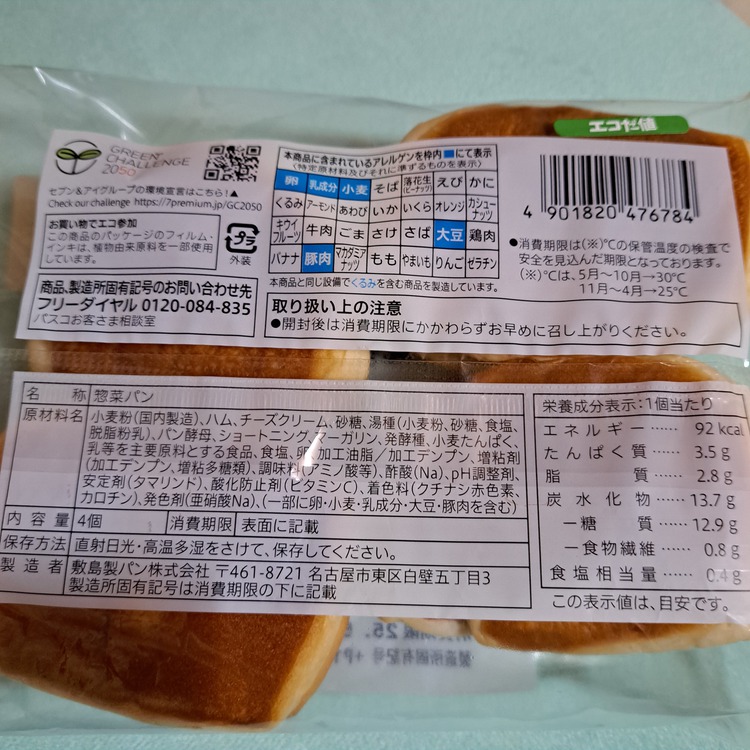 GREEN
CHALLENGE
2050
セブン&アイグループの環境宣言はこちら!▲
Check our challenge https://7premium.jp/GC2050
お買い物でエコ参加
この商品のパッケージのフィルム・
インキは、植物由来原料を一部使用
しています。
プラ
外装
商品、製造所固有記号のお問い合わせ先
フリーダイヤル 0120-084-835
パスコお客さま相談室
本商品に含まれているアレルゲンを枠内■にて表示
(特定原材料及びそれに準ずるものを表示)
卵 乳成分 小麦 そば 落花生(ピーナッツ) えび かに
くるみ アーモンド あわび いか いくら オレンジ カシューナッツ
キウイフルーツ 牛肉 ごま さけ さば 大豆 鶏肉
バナナ 豚肉 マカダミアナッツ もも やまいも りんご ゼラチン
本商品と同じ設備でくるみを含む商品を製造しています。
取り扱い上の注意
●開封後は消費期限にかかわらずお早めに召し上がりください。
エコだ値
4 901820 476784
●消費期限は(※)℃の保管温度の検査で
安全を見込んだ期限となっております。
(※)℃は、5月〜10月→30℃
11月〜4月→25℃
名 称 惣菜パン
原材料名 小麦粉(国内製造)、ハム、チーズクリーム、砂糖、湯種(小麦粉、砂糖、食塩、
脱脂粉乳)、パン酵母、ショートニング、マーガリン、発酵種、小麦たんぱく、
乳等を主要原料とする食品、食塩、卵/加工油脂/加工デンプン、増粘剤
(加工デンプン、増粘多糖類)、調味料(アミノ酸等)、酢酸(Na)、pH調整剤、
安定剤(タマリンド)、酸化防止剤(ビタミンC)、着色料(クチナシ赤色素、
カロチン)、発色剤(亜硝酸Na)、(一部に卵・小麦・乳成分・大豆・豚肉を含む)
内容量 4個 消費期限 表面に記載
保存方法 直射日光・高温多湿をさけて、保存してください。
製造者 敷島製パン株式会社 〒461-8721 名古屋市東区白壁五丁目3
製造所固有記号は消費期限の下に記載
栄養成分表示:1個当たり
エネルギー…… 92 kcal
たんぱく質…… 3.5 g
脂質…… 2.8 g
炭水化物…… 13.7 g
ー糖質…… 12.9 g
ー食物繊維…… 0.8 g
食塩相当量…… 0.4 g
この表示値は、目安です。